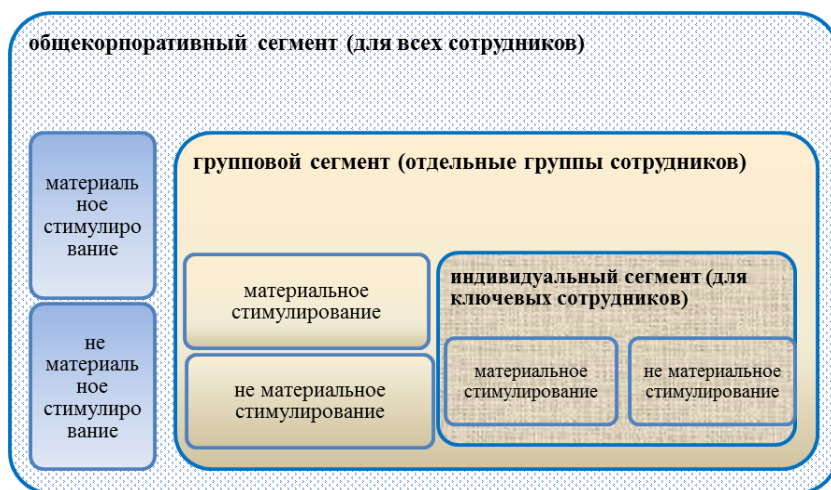 общекорпоративный сегмент (для всех сотрудников)
материаль
ное
стимулиро
вание
не
материаль
ное
стимулиро
вание
групповой сегмент (отдельные группы сотрудников)
материальное
стимулирование
не материальное
стимулирование
индивидуальный сегмент (для
ключевых сотрудников)
материальное
стимулирование
не материальное
стимулирование